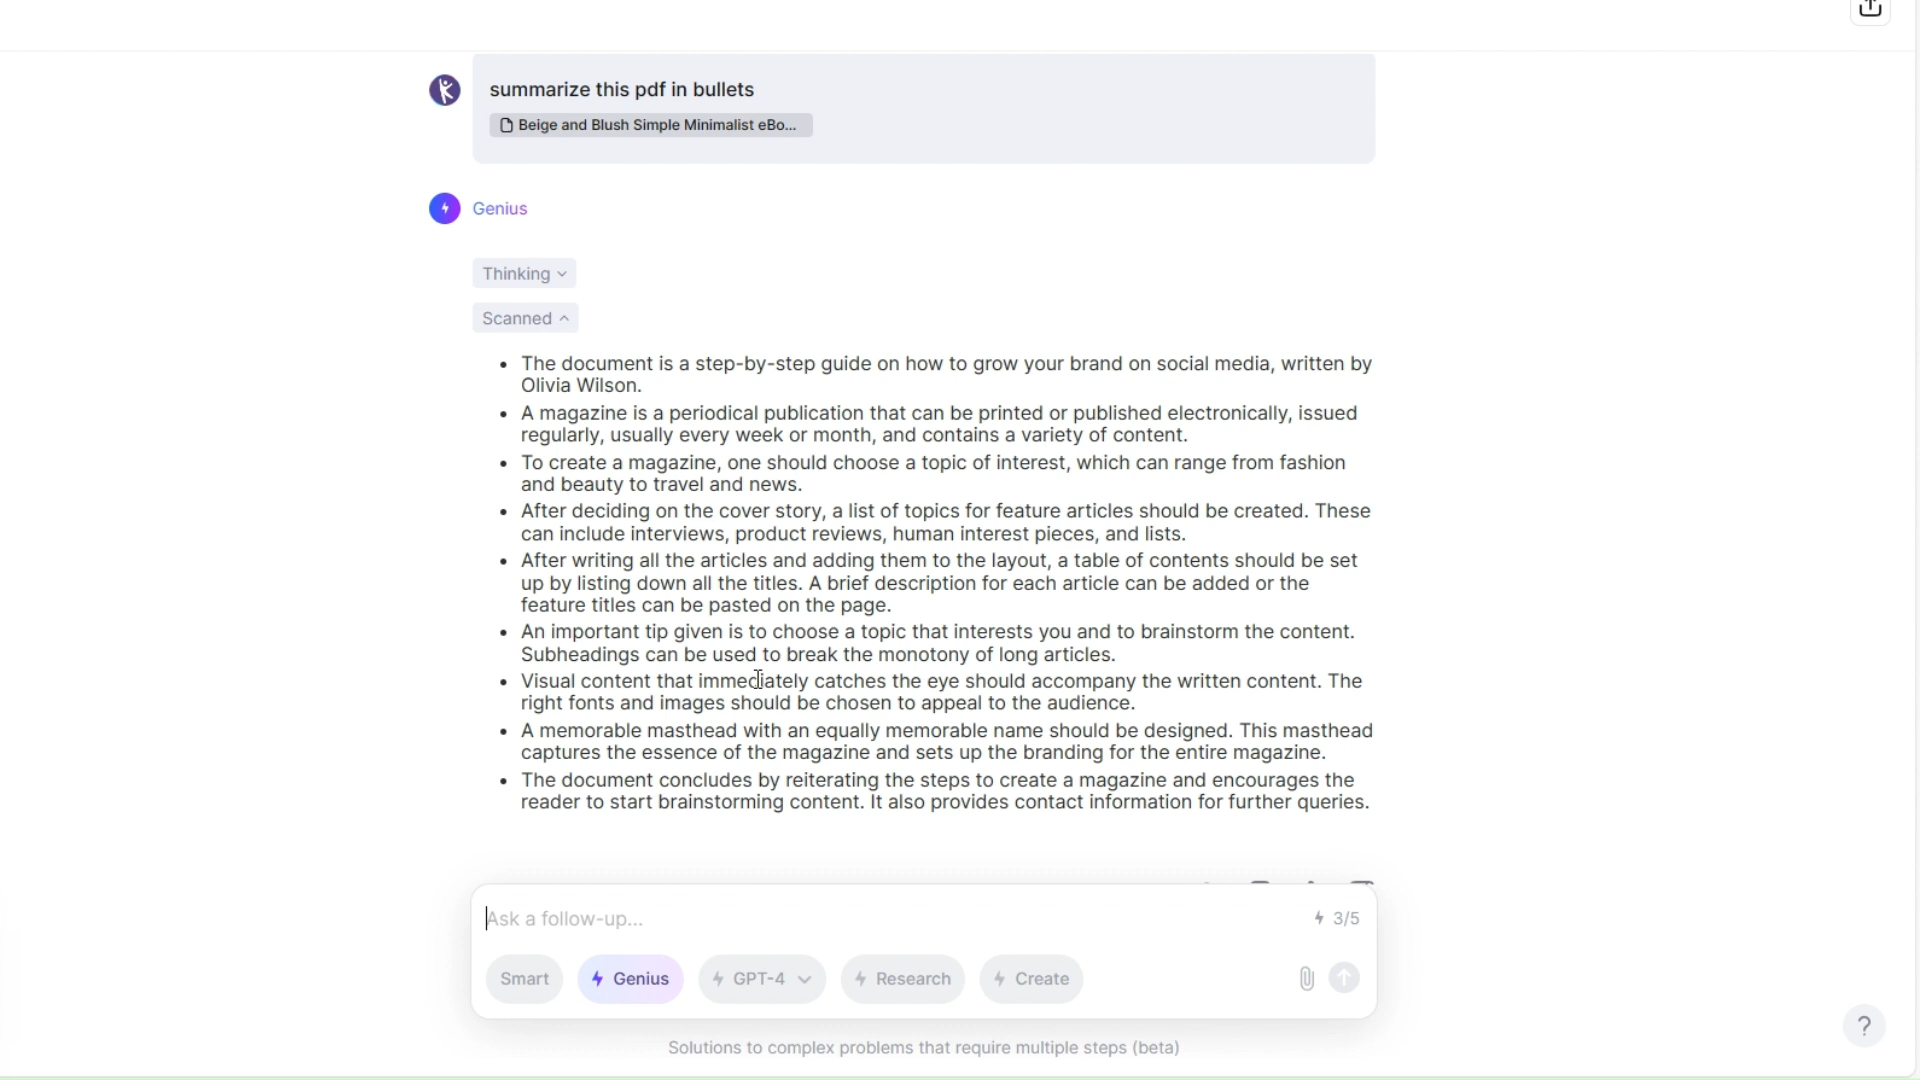 summarize this pdf in bullets
Beige and Blush Simple Minimalist eBo...
Genius
Thinking
Scanned
• The document is a step-by-step guide on how to grow your brand on social media, written by
Olivia Wilson.
• A magazine is a periodical publication that can be printed or published electronically, issued
regularly, usually every week or month, and contains a variety of content.
• To create a magazine, one should choose a topic of interest, which can range from fashion
and beauty to travel and news.
• After deciding on the cover story, a list of topics for feature articles should be created. These
can include interviews, product reviews, human interest pieces, and lists.
• After writing all the articles and adding them to the layout, a table of contents should be set
up by listing down all the titles. A brief description for each article can be added or the
feature titles can be pasted on the page.
• An important tip given is to choose a topic that interests you and to brainstorm the content.
Subheadings can be used to break the monotony of long articles.
• Visual content that immediately catches the eye should accompany the written content. The
right fonts and images should be chosen to appeal to the audience.
• A memorable masthead with an equally memorable name should be designed. This masthead
captures the essence of the magazine and sets up the branding for the entire magazine.
• The document concludes by reiterating the steps to create a magazine and encourages the
reader to start brainstorming content. It also provides contact information for further queries.
Ask a follow-up...
3/5
Smart Genius GPT-4 Research Create
Solutions to complex problems that require multiple steps (beta)
?